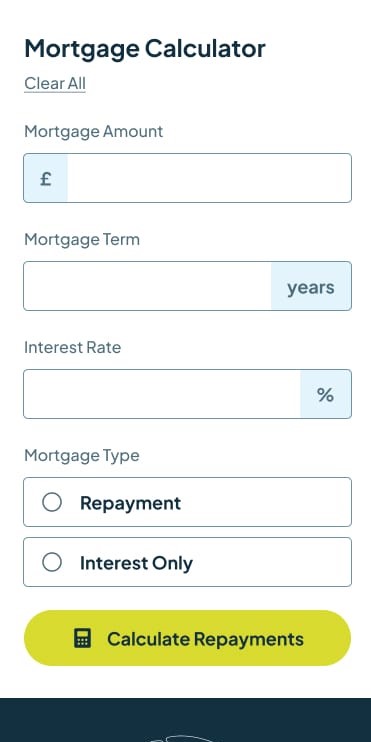 Mortgage Calculator
Clear All
Mortgage Amount
£
Mortgage Term
years
Interest Rate
%
Mortgage Type
Repayment
Interest Only
Calculate Repayments